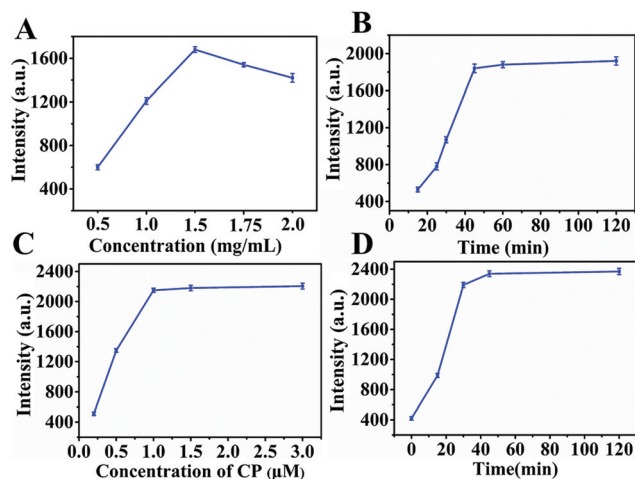 A
Intensity (a.u.)
1600
1200
800
400
0.5 1.0 1.5 1.75 2.0
Concentration (mg/mL)
B
Intensity (a.u.)
2000
1600
1200
800
400
0 20 40 60 80 100 120
Time (min)
C
Intensity (a.u.)
2400
2000
1600
1200
800
400
0.0 0.5 1.0 1.5 2.0 2.5 3.0
Concentration of CP (μM)
D
Intensity (a.u.)
2400
2000
1600
1200
800
400
0 20 40 60 80 100 120
Time(min)